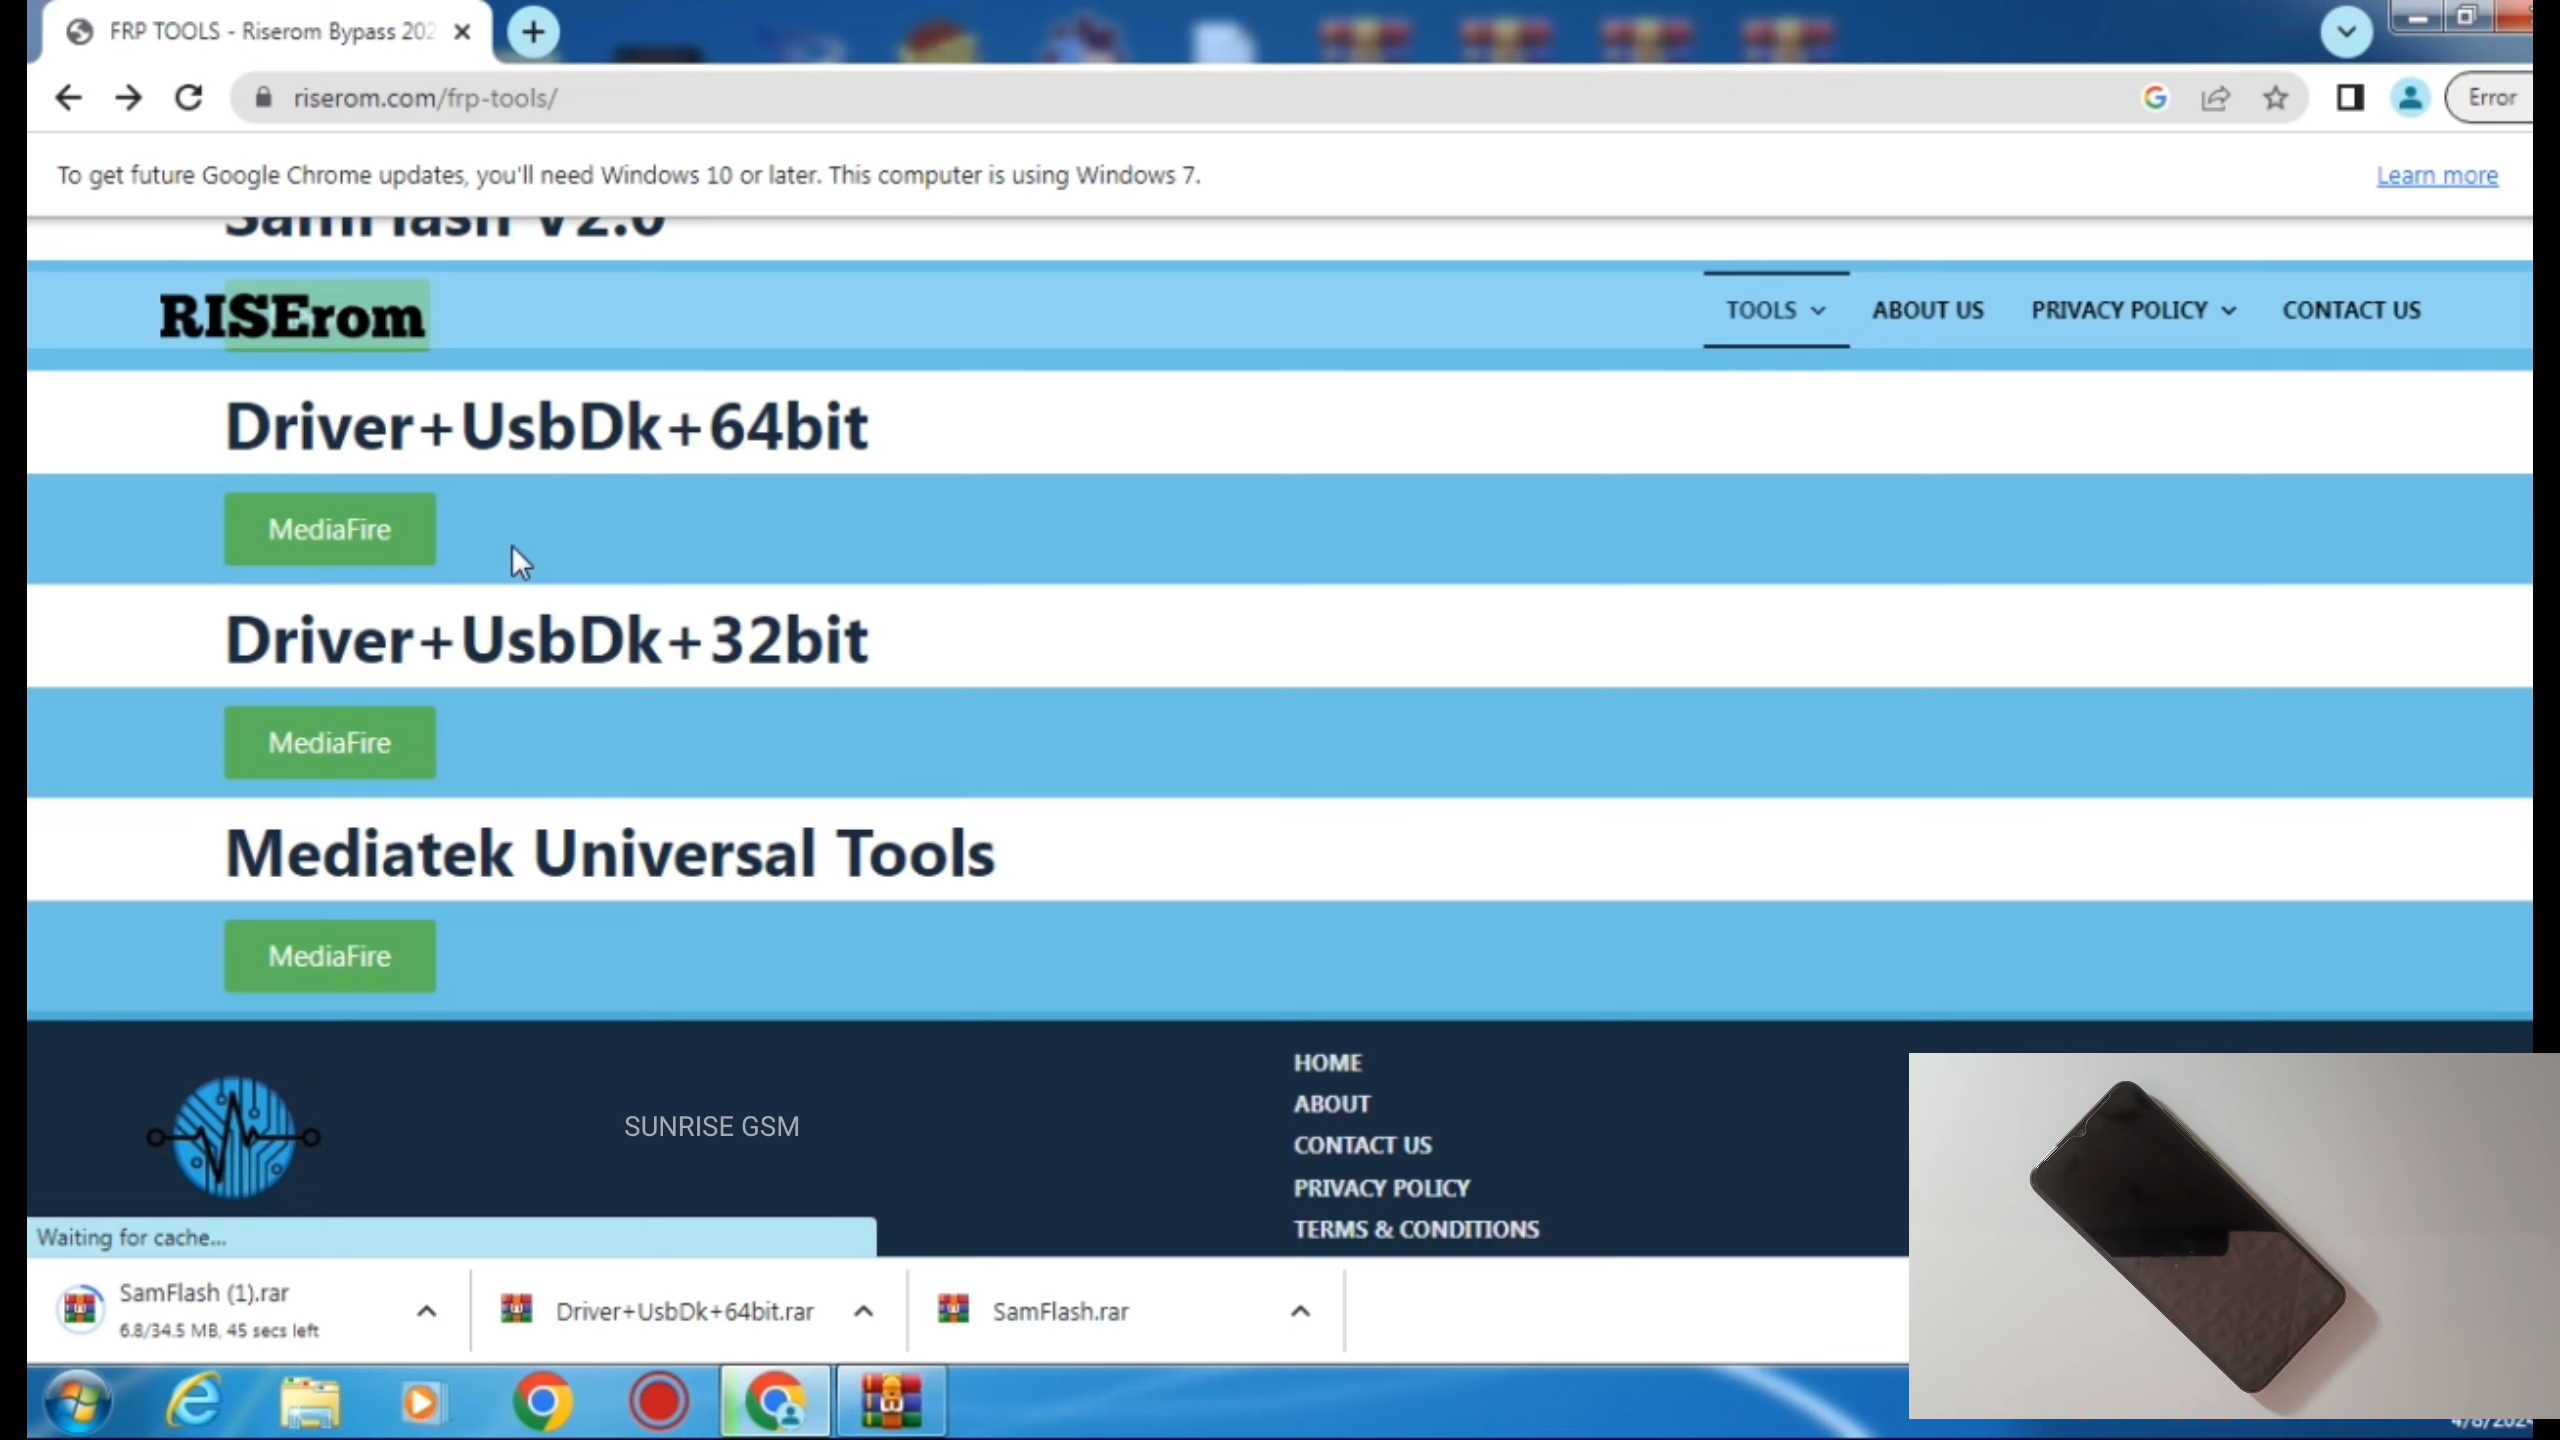 FRP TOOLS - Riserom Bypass 202
riserom.com/frp-tools/
Error
To get future Google Chrome updates, you'll need Windows 10 or later. This computer is using Windows 7.
Learn more
SamFlash V2.0
RISErom
TOOLS
ABOUT US
PRIVACY POLICY
CONTACT US
Driver+UsbDk+64bit
MediaFire
Driver+UsbDk+32bit
MediaFire
Mediatek Universal Tools
MediaFire
SUNRISE GSM
HOME
ABOUT
CONTACT US
PRIVACY POLICY
TERMS & CONDITIONS
Waiting for cache...
SamFlash (1).rar
6.8/34.5 MB, 45 secs left
Driver+UsbDk+64bit.rar
SamFlash.rar